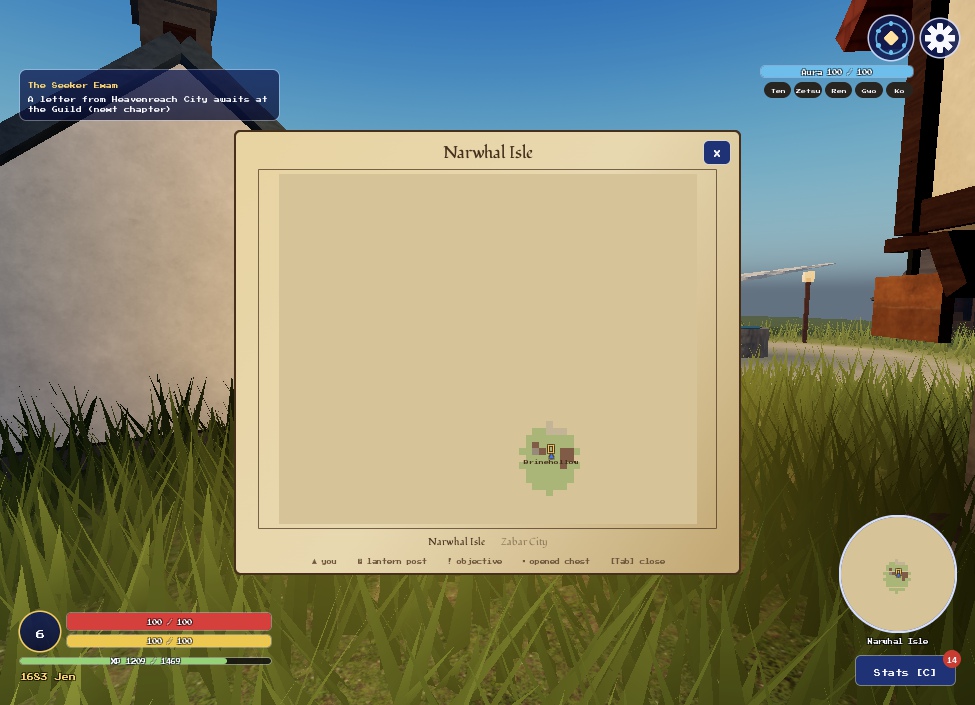 The Seeker Exam
A letter from Heavenreach City awaits at
the Guild (next chapter)
Aura 100 / 100
Ten Zetsu Ren Gyo Ko
Narwhal Isle
x
Brinehollow
Narwhal Isle Zabar City
▲ you ¤ lantern post ? objective • opened chest [Tab] close
6
100 / 100
100 / 100
XP 1209 / 1469
1683 Jen
Narwhal Isle
14
Stats [C]